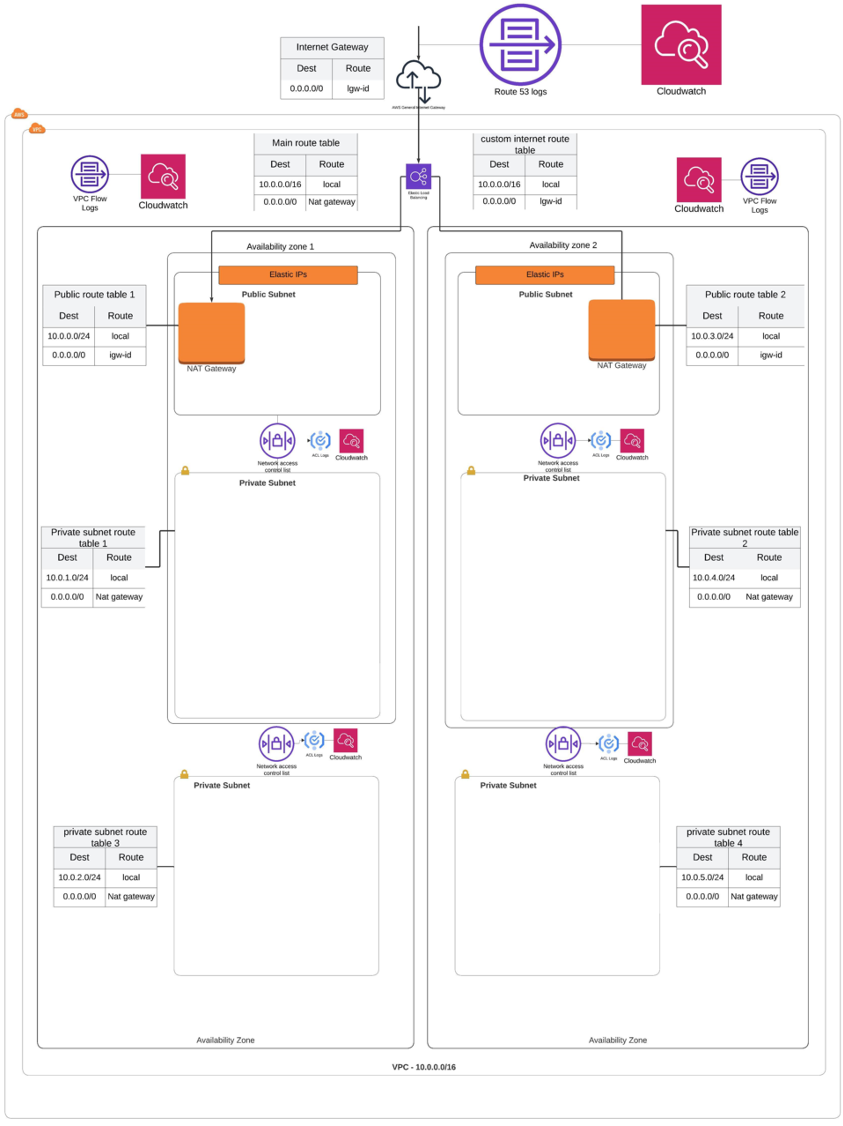 Internet Gateway
Dest Route
0.0.0.0/0 lgw-id
AWS General Internet Gateway
Route 53 logs
Cloudwatch
AWS
VPC
VPC Flow
Logs
Cloudwatch
Main route table
Dest Route
10.0.0.0/16 local
0.0.0.0/0 Nat gateway
Elastic Load
Balancing
custom internet route
table
Dest Route
10.0.0.0/16 local
0.0.0.0/0 lgw-id
Cloudwatch
VPC Flow
Logs
Availability zone 1
Elastic IPs
Public Subnet
NAT Gateway
Public route table 1
Dest Route
10.0.0.0/24 local
0.0.0.0/0 igw-id
Availability zone 2
Elastic IPs
Public Subnet
NAT Gateway
Public route table 2
Dest Route
10.0.3.0/24 local
0.0.0.0/0 igw-id
Network access
control list
ACL Logs
Cloudwatch
Network access
control list
ACL Logs
Cloudwatch
Private Subnet
Private Subnet
Private subnet route
table 1
Dest Route
10.0.1.0/24 local
0.0.0.0/0 Nat gateway
Private subnet route table
2
Dest Route
10.0.4.0/24 local
0.0.0.0/0 Nat gateway
Network access
control list
ACL Logs
Cloudwatch
Network access
control list
ACL Logs
Cloudwatch
Private Subnet
Private Subnet
private subnet route
table 3
Dest Route
10.0.2.0/24 local
0.0.0.0/0 Nat gateway
private subnet route
table 4
Dest Route
10.0.5.0/24 local
0.0.0.0/0 Nat gateway
Availability Zone
Availability Zone
VPC - 10.0.0.0/16